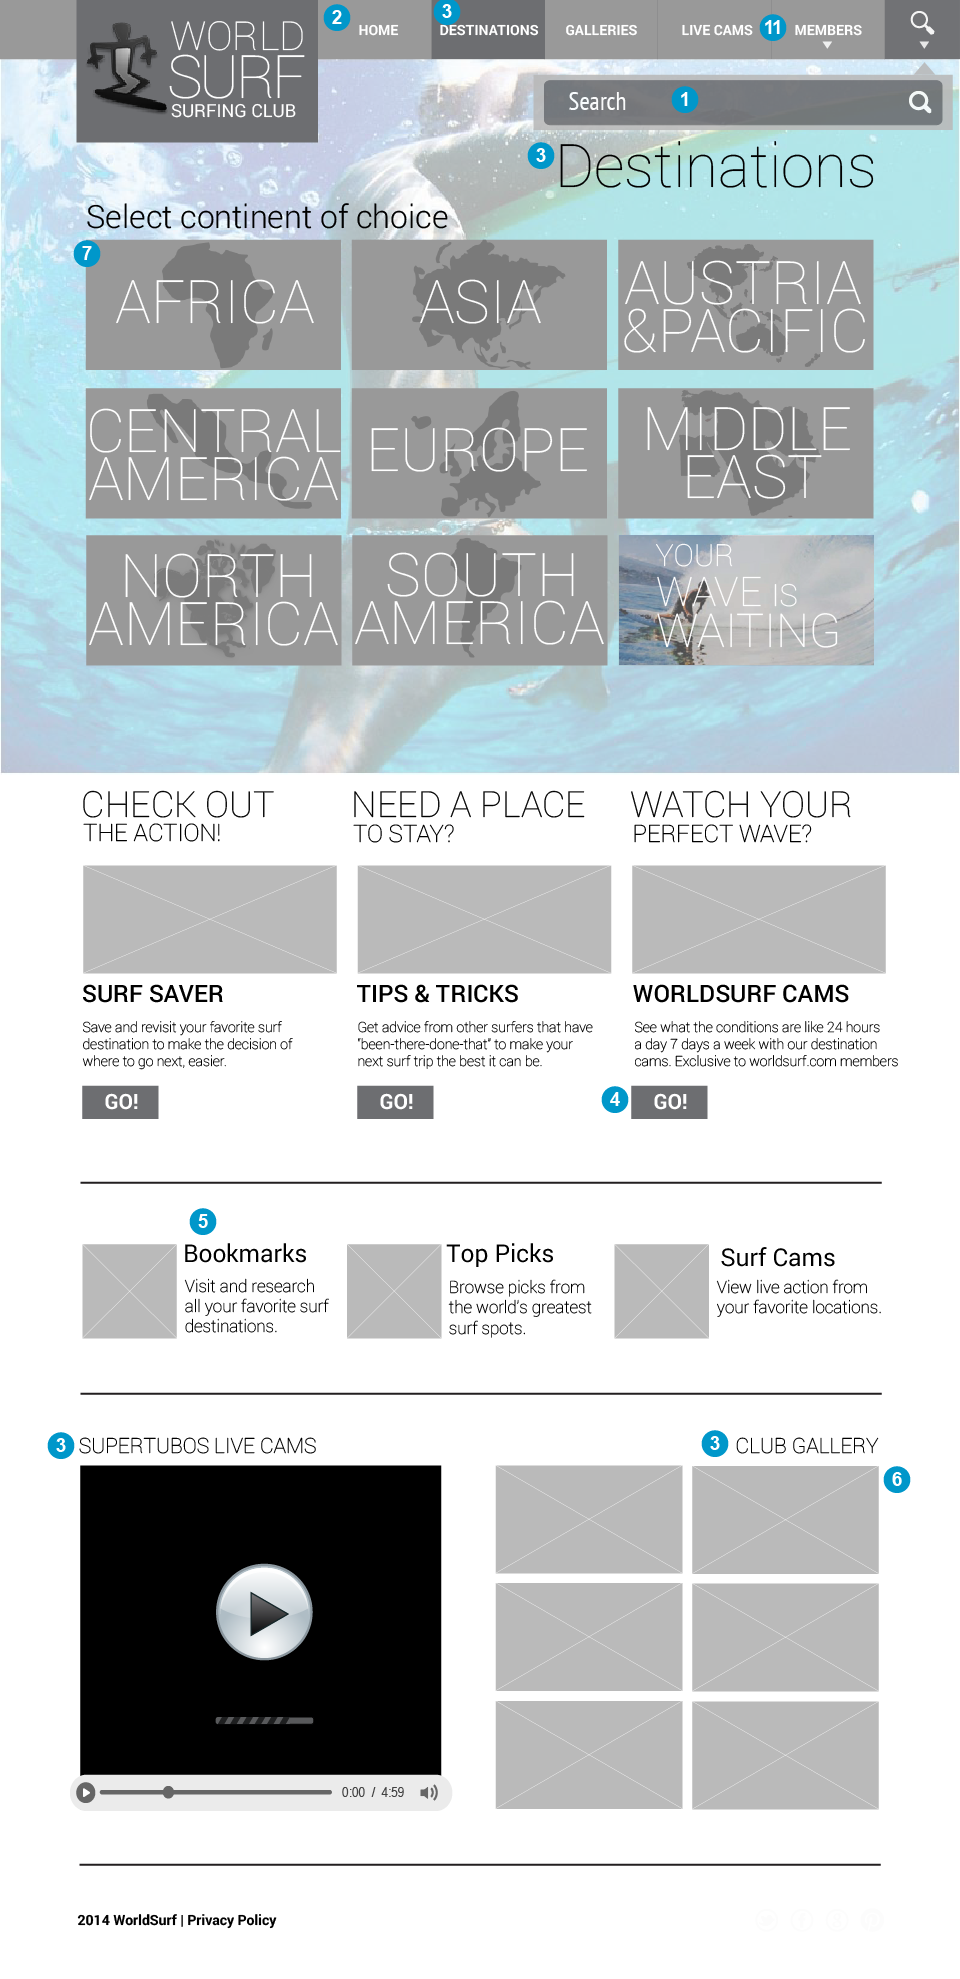 WORLD
SURF
SURFING CLUB
2
HOME
3
DESTINATIONS
GALLERIES
LIVE CAMS
11
MEMBERS
Search
1
3
Destinations
Select continent of choice
7
AFRICA
ASIA
AUSTRIA
&PACIFIC
CENTRAL
AMERICA
EUROPE
MIDDLE
EAST
NORTH
AMERICA
SOUTH
AMERICA
YOUR
WAVE IS
WAITING
CHECK OUT
THE ACTION!
NEED A PLACE
TO STAY?
WATCH YOUR
PERFECT WAVE?
SURF SAVER
Save and revisit your favorite surf
destination to make the decision of
where to go next, easier.
GO!
TIPS & TRICKS
Get advice from other surfers that have
"been-there-done-that" to make your
next surf trip the best it can be.
GO!
WORLDSURF CAMS
See what the conditions are like 24 hours
a day 7 days a week with our destination
cams. Exclusive to worldsurf.com members
4
GO!
5
Bookmarks
Visit and research
all your favorite surf
destinations.
Top Picks
Browse picks from
the world's greatest
surf spots.
Surf Cams
View live action from
your favorite locations.
3
SUPERTUBOS LIVE CAMS
0:00 / 4:59
3
CLUB GALLERY
6
2014 WorldSurf | Privacy Policy